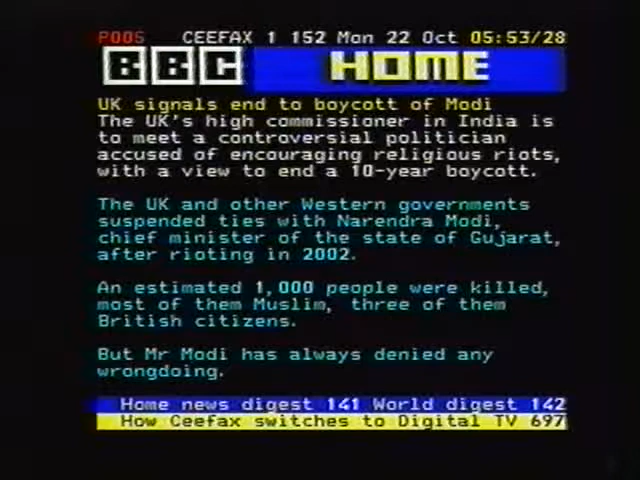 P005 CEEFAX 1 152 Mon 22 Oct 05:53/28
BBC HOME
UK signals end to boycott of Modi
The UK's high commissioner in India is
to meet a controversial politician
accused of encouraging religious riots,
with a view to end a 10-year boycott.
The UK and other Western governments
suspended ties with Narendra Modi,
chief minister of the state of Gujarat,
after rioting in 2002.
An estimated 1,000 people were killed,
most of them Muslim, three of them
British citizens.
But Mr Modi has always denied any
wrongdoing.
Home news digest 141 World digest 142
How Ceefax switches to Digital TV 697